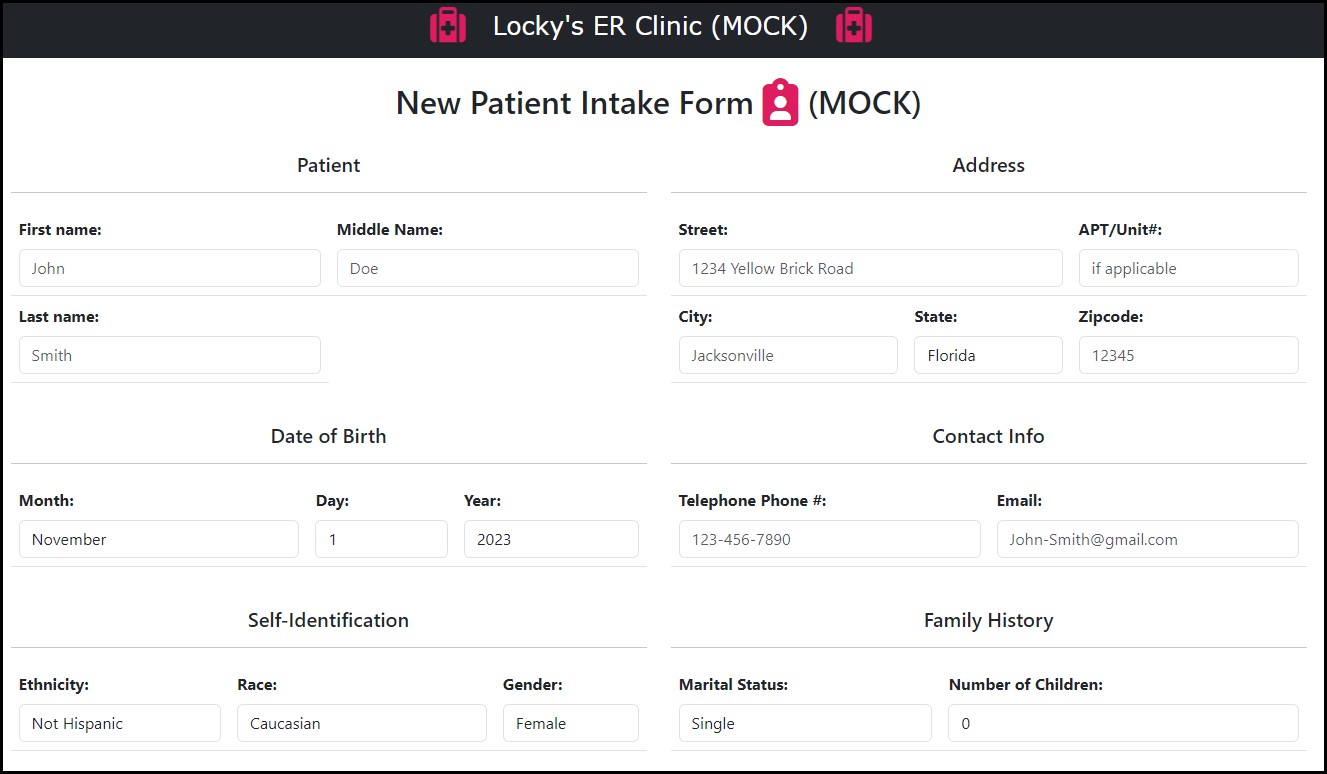 Locky's ER Clinic (MOCK)
New Patient Intake Form (MOCK)
Patient
First name:
Middle Name:
John
Doe
Last name:
Smith
Address
Street:
APT/Unit#:
1234 Yellow Brick Road
if applicable
City:
State:
Zipcode:
Jacksonville
Florida
12345
Date of Birth
Month:
Day:
Year:
November
1
2023
Contact Info
Telephone Phone #:
Email:
123-456-7890
John-Smith@gmail.com
Self-Identification
Ethnicity:
Race:
Gender:
Not Hispanic
Caucasian
Female
Family History
Marital Status:
Number of Children:
Single
0